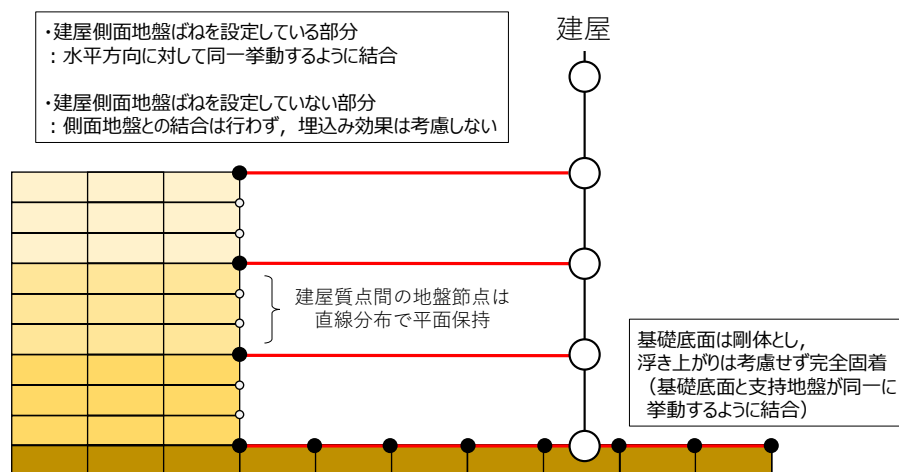 ・建屋側面地盤ばねを設定している部分
：水平方向に対して同一挙動するように結合
・建屋側面地盤ばねを設定していない部分
：側面地盤との結合は行わず，埋込み効果は考慮しない
建屋
建屋質点間の地盤節点は
直線分布で平面保持
基礎底面は剛体とし，
浮き上がりは考慮せず完全固着
（基礎底面と支持地盤が同一に
挙動するように結合）